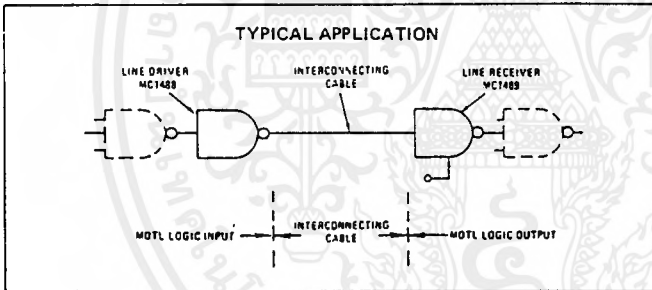 TYPICAL APPLICATION
LINE DRIVER
MC1488
INTERCONNECTING
CABLE
LINE RECEIVER
MC1489
MDTL LOGIC INPUT
INTERCONNECTING
CABLE
MDTL LOGIC OUTPUT